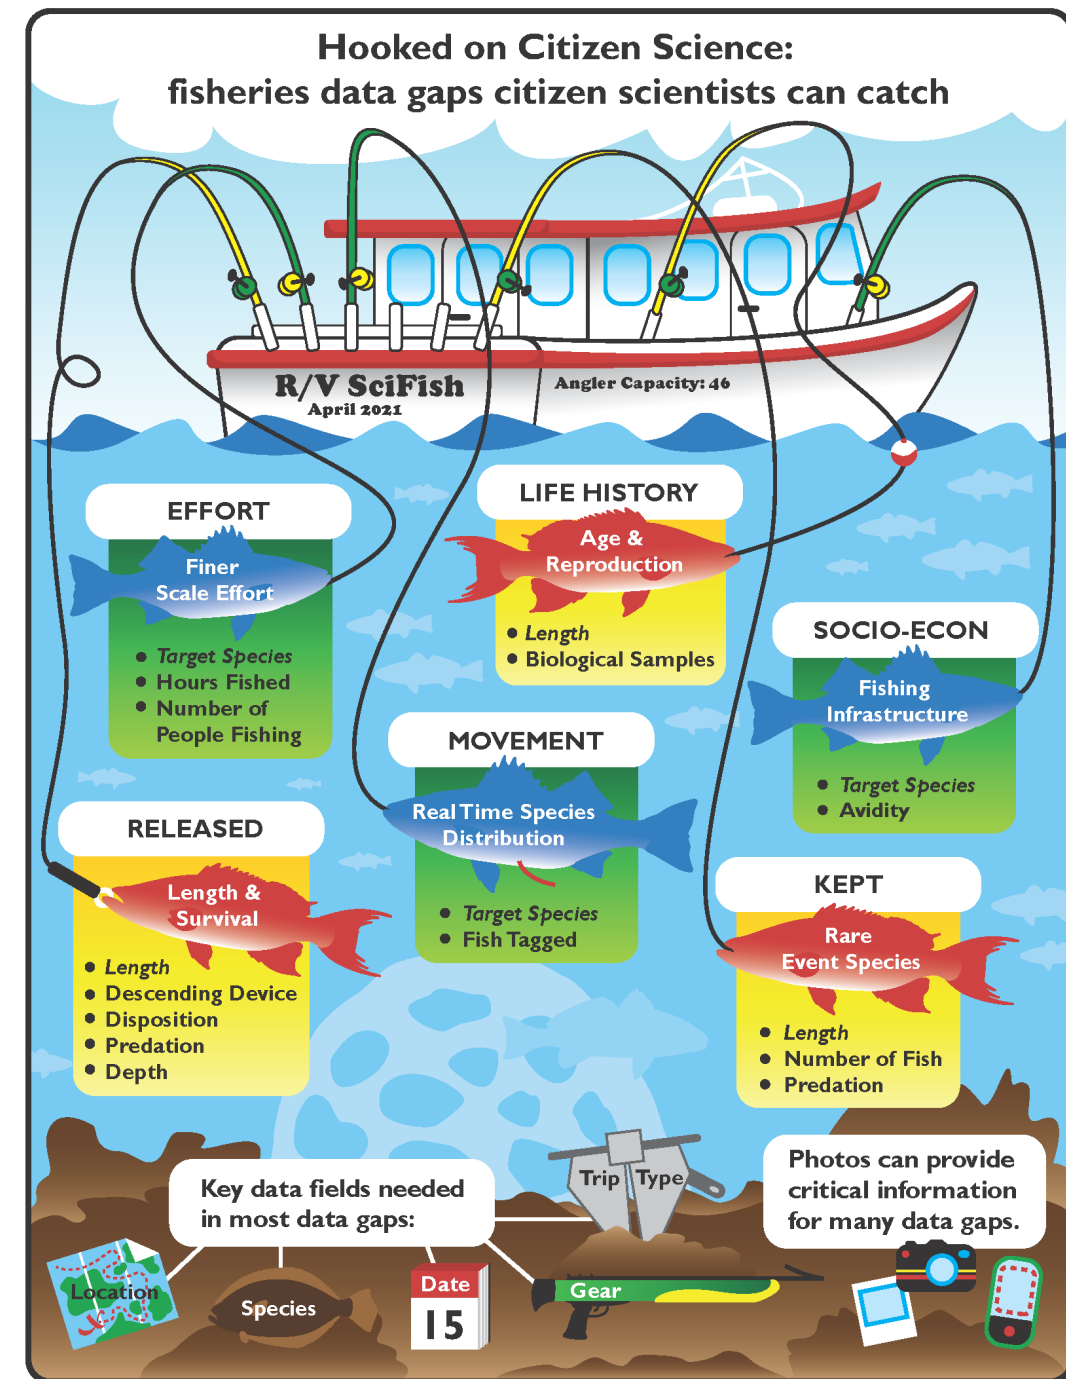 Hooked on Citizen Science:
fisheries data gaps citizen scientists can catch
R/V SciFish
April 2021
Angler Capacity: 46
EFFORT
Finer
Scale Effort
• Target Species
• Hours Fished
• Number of
People Fishing
LIFE HISTORY
Age &
Reproduction
• Length
• Biological Samples
SOCIO-ECON
Fishing
Infrastructure
• Target Species
• Avidity
MOVEMENT
Real Time Species
Distribution
• Target Species
• Fish Tagged
RELEASED
Length &
Survival
• Length
• Descending Device
• Disposition
• Predation
• Depth
KEPT
Rare
Event Species
• Length
• Number of Fish
• Predation
Key data fields needed
in most data gaps:
Location
Species
Date
15
Gear
Trip Type
Photos can provide
critical information
for many data gaps.